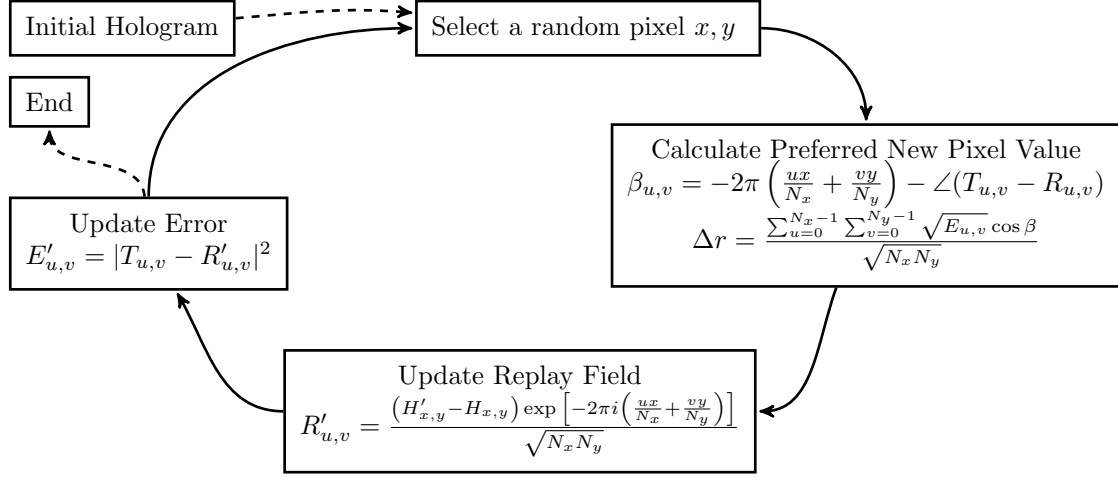 Initial Hologram
Select a random pixel x, y
End
Calculate Preferred New Pixel Value
β_{u,v} = −2π (ux/N_x + vy/N_y) − ∠(T_{u,v} − R_{u,v})
Δr = ∑_{u=0}^{N_x−1} ∑_{v=0}^{N_y−1} √E_{u,v} cos β / √(N_x N_y)
Update Error
E′_{u,v} = |T_{u,v} − R′_{u,v}|²
Update Replay Field
R′_{u,v} = (H′_{x,y} − H_{x,y}) exp [−2πi (ux/N_x + vy/N_y)] / √(N_x N_y)